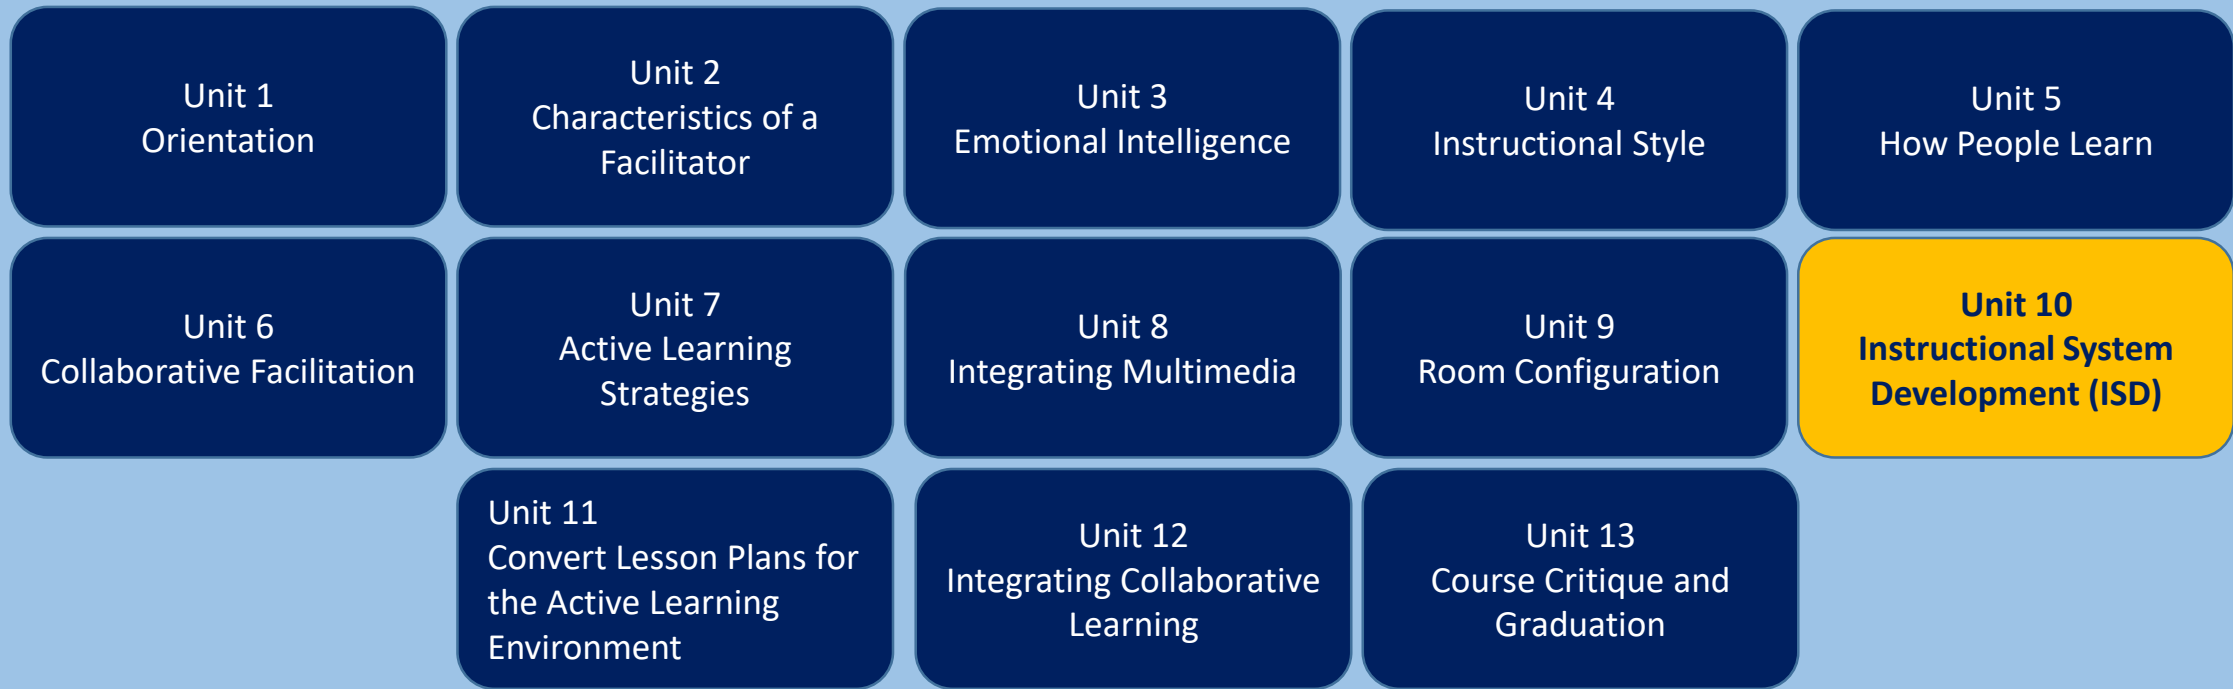 Unit 1
Orientation
Unit 2
Characteristics of a
Facilitator
Unit 3
Emotional Intelligence
Unit 4
Instructional Style
Unit 5
How People Learn
Unit 6
Collaborative Facilitation
Unit 7
Active Learning
Strategies
Unit 8
Integrating Multimedia
Unit 9
Room Configuration
Unit 10
Instructional System
Development (ISD)
Unit 11
Convert Lesson Plans for
the Active Learning
Environment
Unit 12
Integrating Collaborative
Learning
Unit 13
Course Critique and
Graduation